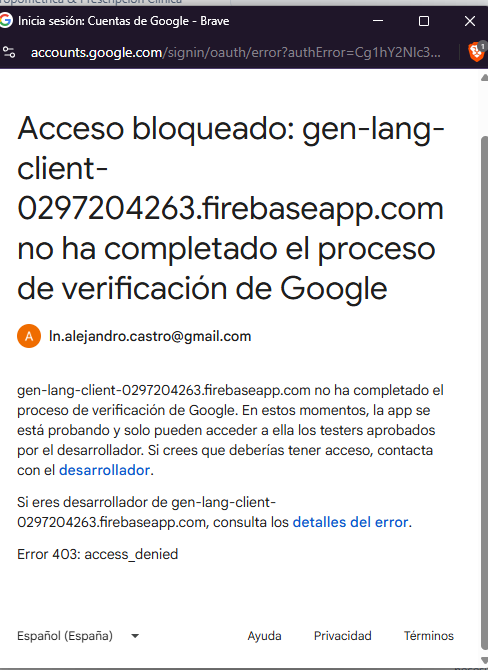 Inicia sesión: Cuentas de Google - Brave
accounts.google.com/signin/oauth/error?authError=Cg1hY2Nlc3...
1
Acceso bloqueado: gen-lang-
client-
0297204263.firebaseapp.com
no ha completado el proceso
de verificación de Google
A ln.alejandro.castro@gmail.com
gen-lang-client-0297204263.firebaseapp.com no ha completado el
proceso de verificación de Google. En estos momentos, la app se
está probando y solo pueden acceder a ella los testers aprobados
por el desarrollador. Si crees que deberías tener acceso, contacta
con el desarrollador.
Si eres desarrollador de gen-lang-client-
0297204263.firebaseapp.com, consulta los detalles del error.
Error 403: access_denied
Español (España) Ayuda Privacidad Términos